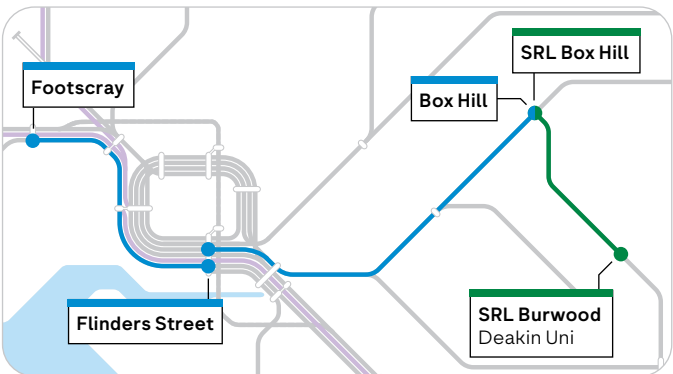 SRL Box Hill
Footscray
Box Hill
Flinders Street
SRL Burwood
Deakin Uni